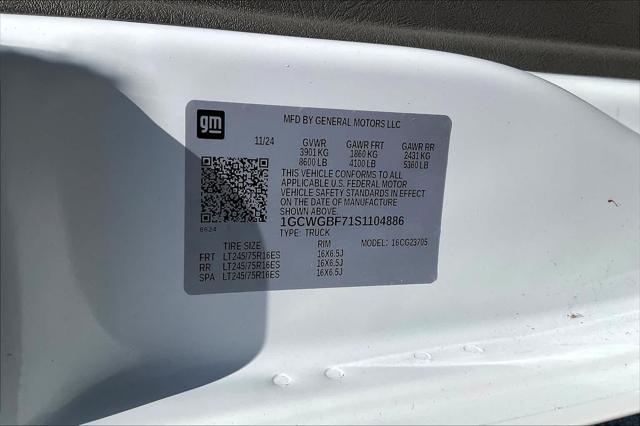 gm
MFD BY GENERAL MOTORS LLC
11/24 GVWR GAWR FRT GAWR RR
3901 KG 1860 KG 2431 KG
8600 LB 4100 LB 5360 LB
THIS VEHICLE CONFORMS TO ALL
APPLICABLE U.S. FEDERAL MOTOR
VEHICLE SAFETY STANDARDS IN EFFECT
ON THE DATE OF MANUFACTURE
SHOWN ABOVE.
1GCWGBF71S1104886
6624 TYPE: TRUCK
TIRE SIZE RIM MODEL: 16CG23705
FRT LT245/75R16ES 16X6.5J
RR LT245/75R16ES 16X6.5J
SPA LT245/75R16ES 16X6.5J